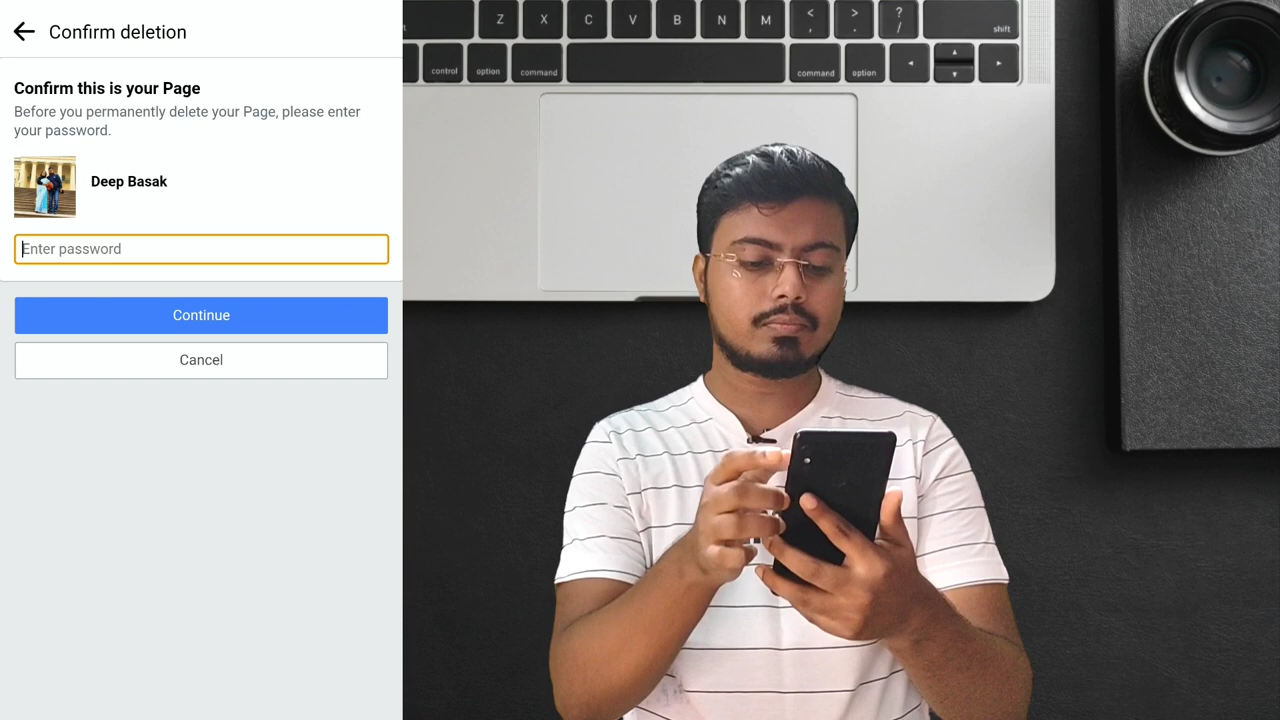 Confirm deletion
Confirm this is your Page
Before you permanently delete your Page, please enter
your password.
Deep Basak
Enter password
Continue
Cancel
Z X C V B N M < , > . ? / shift
control option command command option